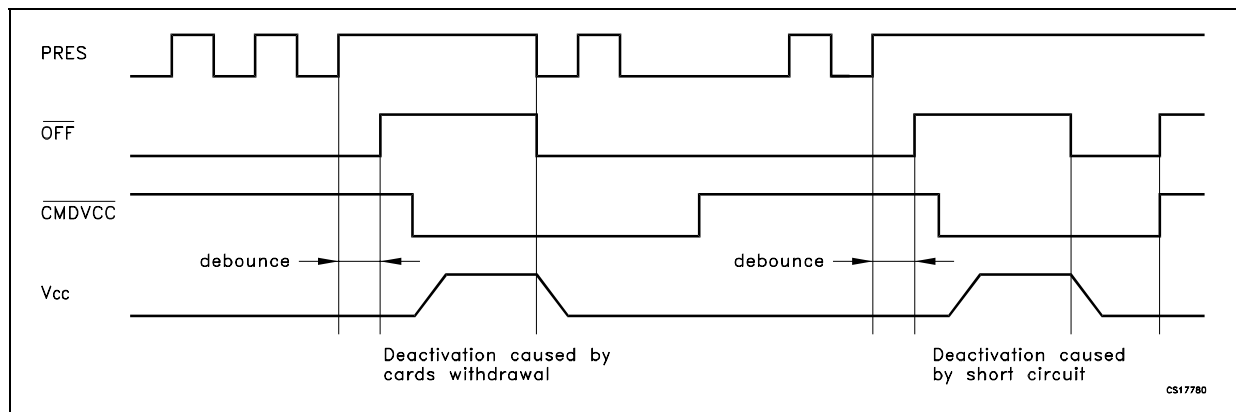 PRES
OFF
CMDVCC
debounce
debounce
Vcc
Deactivation caused by
cards withdrawal
Deactivation caused
by short circuit
CS17780